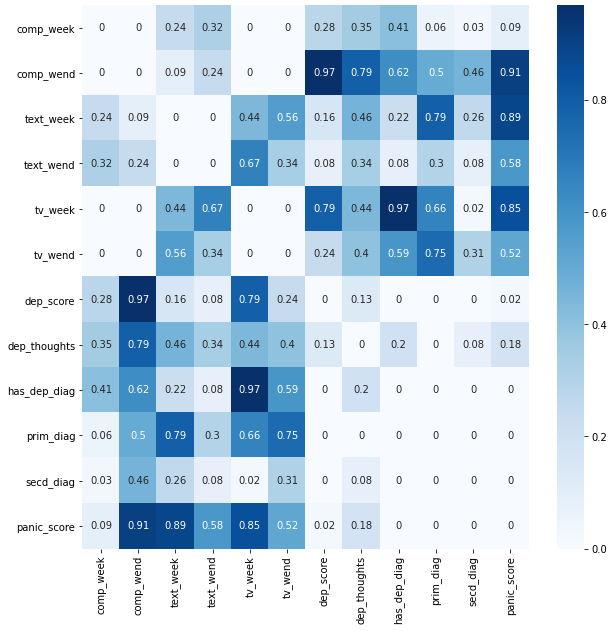 comp_week 0 0 0.24 0.32 0 0 0.28 0.35 0.41 0.06 0.03 0.09
comp_wend 0 0 0.09 0.24 0 0 0.97 0.79 0.62 0.5 0.46 0.91
0.8
text_week 0.24 0.09 0 0 0.44 0.56 0.16 0.46 0.22 0.79 0.26 0.89
text_wend 0.32 0.24 0 0 0.67 0.34 0.08 0.34 0.08 0.3 0.08 0.58
0.6
tv_week 0 0 0.44 0.67 0 0 0.79 0.44 0.97 0.66 0.02 0.85
tv_wend 0 0 0.56 0.34 0 0 0.24 0.4 0.59 0.75 0.31 0.52
dep_score 0.28 0.97 0.16 0.08 0.79 0.24 0 0.13 0 0 0 0.02
0.4
dep_thoughts 0.35 0.79 0.46 0.34 0.44 0.4 0.13 0 0.2 0 0.08 0.18
has_dep_diag 0.41 0.62 0.22 0.08 0.97 0.59 0 0.2 0 0 0 0
0.2
prim_diag 0.06 0.5 0.79 0.3 0.66 0.75 0 0 0 0 0 0
secd_diag 0.03 0.46 0.26 0.08 0.02 0.31 0 0.08 0 0 0 0
panic_score 0.09 0.91 0.89 0.58 0.85 0.52 0.02 0.18 0 0 0 0
0.0
comp_week comp_wend text_week text_wend tv_week tv_wend dep_score dep_thoughts has_dep_diag prim_diag secd_diag panic_score